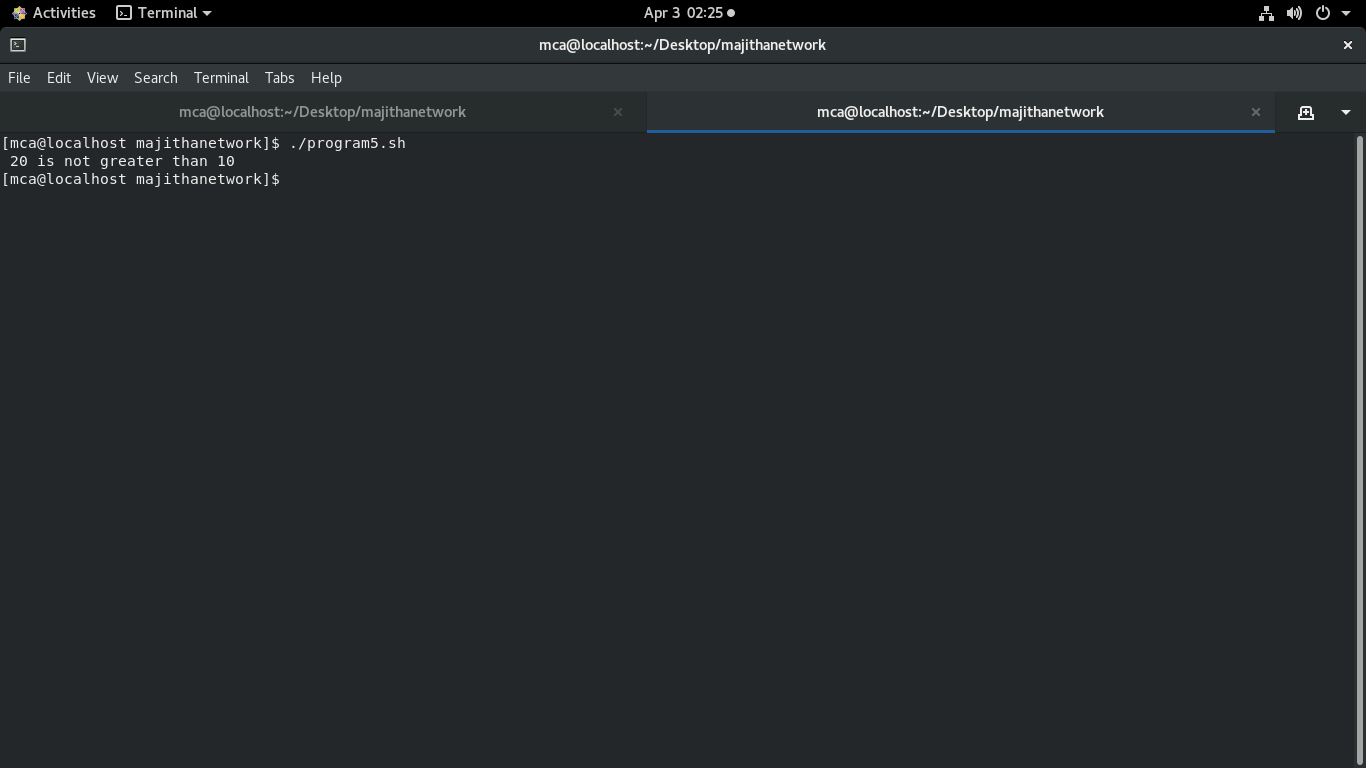 Activities Terminal Apr 3 02:25
mca@localhost:~/Desktop/majithanetwork
File Edit View Search Terminal Tabs Help
mca@localhost:~/Desktop/majithanetwork mca@localhost:~/Desktop/majithanetwork
[mca@localhost majithanetwork]$ ./program5.sh
 20 is not greater than 10
[mca@localhost majithanetwork]$